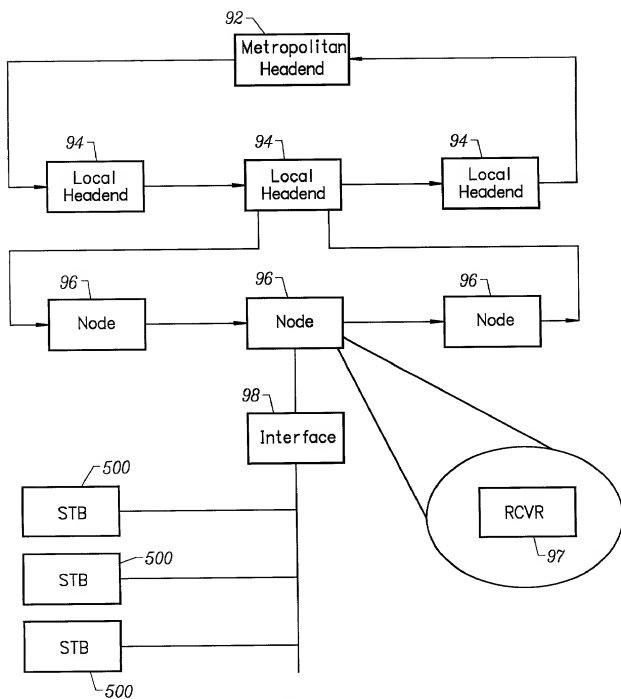 92
Metropolitan
Headend
94
Local
Headend
94
Local
Headend
94
Local
Headend
96
Node
96
Node
96
Node
98
Interface
500
STB
500
STB
STB
500
RCVR
97